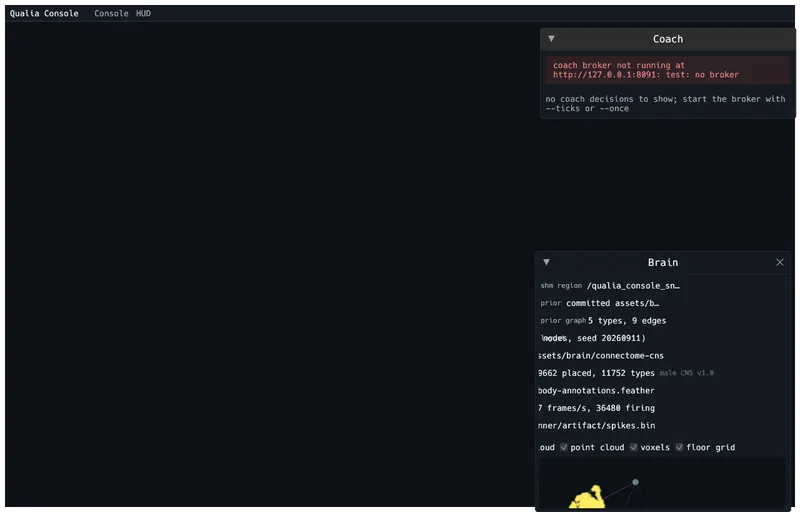 Qualia Console Console HUD
▼ Coach
coach broker not running at
http://127.0.0.1:8091: test: no broker
no coach decisions to show; start the broker with
--ticks or --once
▼ Brain ×
shm region /qualia_console_sn…
prior committed assets/b…
prior graph 5 types, 9 edges
nodes, seed 20260911)
ssets/brain/connectome-cns
9662 placed, 11752 types male CNS v1.0
body-annotations.feather
7 frames/s, 36480 firing
nner/artifact/spikes.bin
oud point cloud voxels floor grid